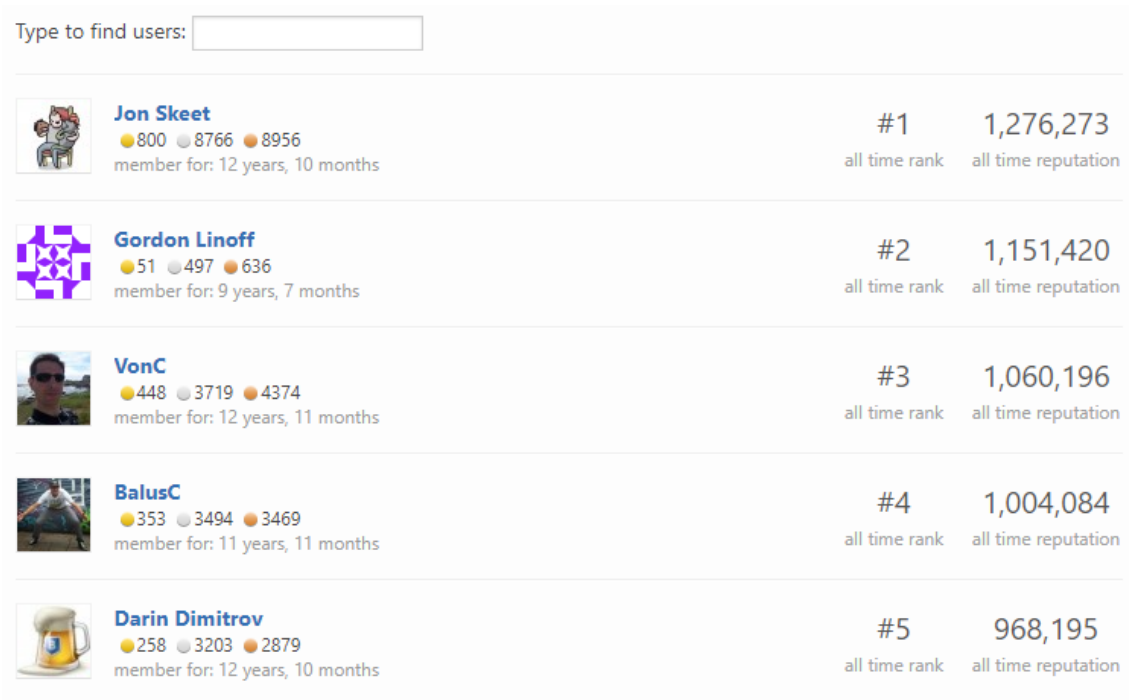 Type to find users:
Jon Skeet
800 8766 8956
member for: 12 years, 10 months
#1
all time rank
1,276,273
all time reputation
Gordon Linoff
51 497 636
member for: 9 years, 7 months
#2
all time rank
1,151,420
all time reputation
VonC
448 3719 4374
member for: 12 years, 11 months
#3
all time rank
1,060,196
all time reputation
BalusC
353 3494 3469
member for: 11 years, 11 months
#4
all time rank
1,004,084
all time reputation
Darin Dimitrov
258 3203 2879
member for: 12 years, 10 months
#5
all time rank
968,195
all time reputation